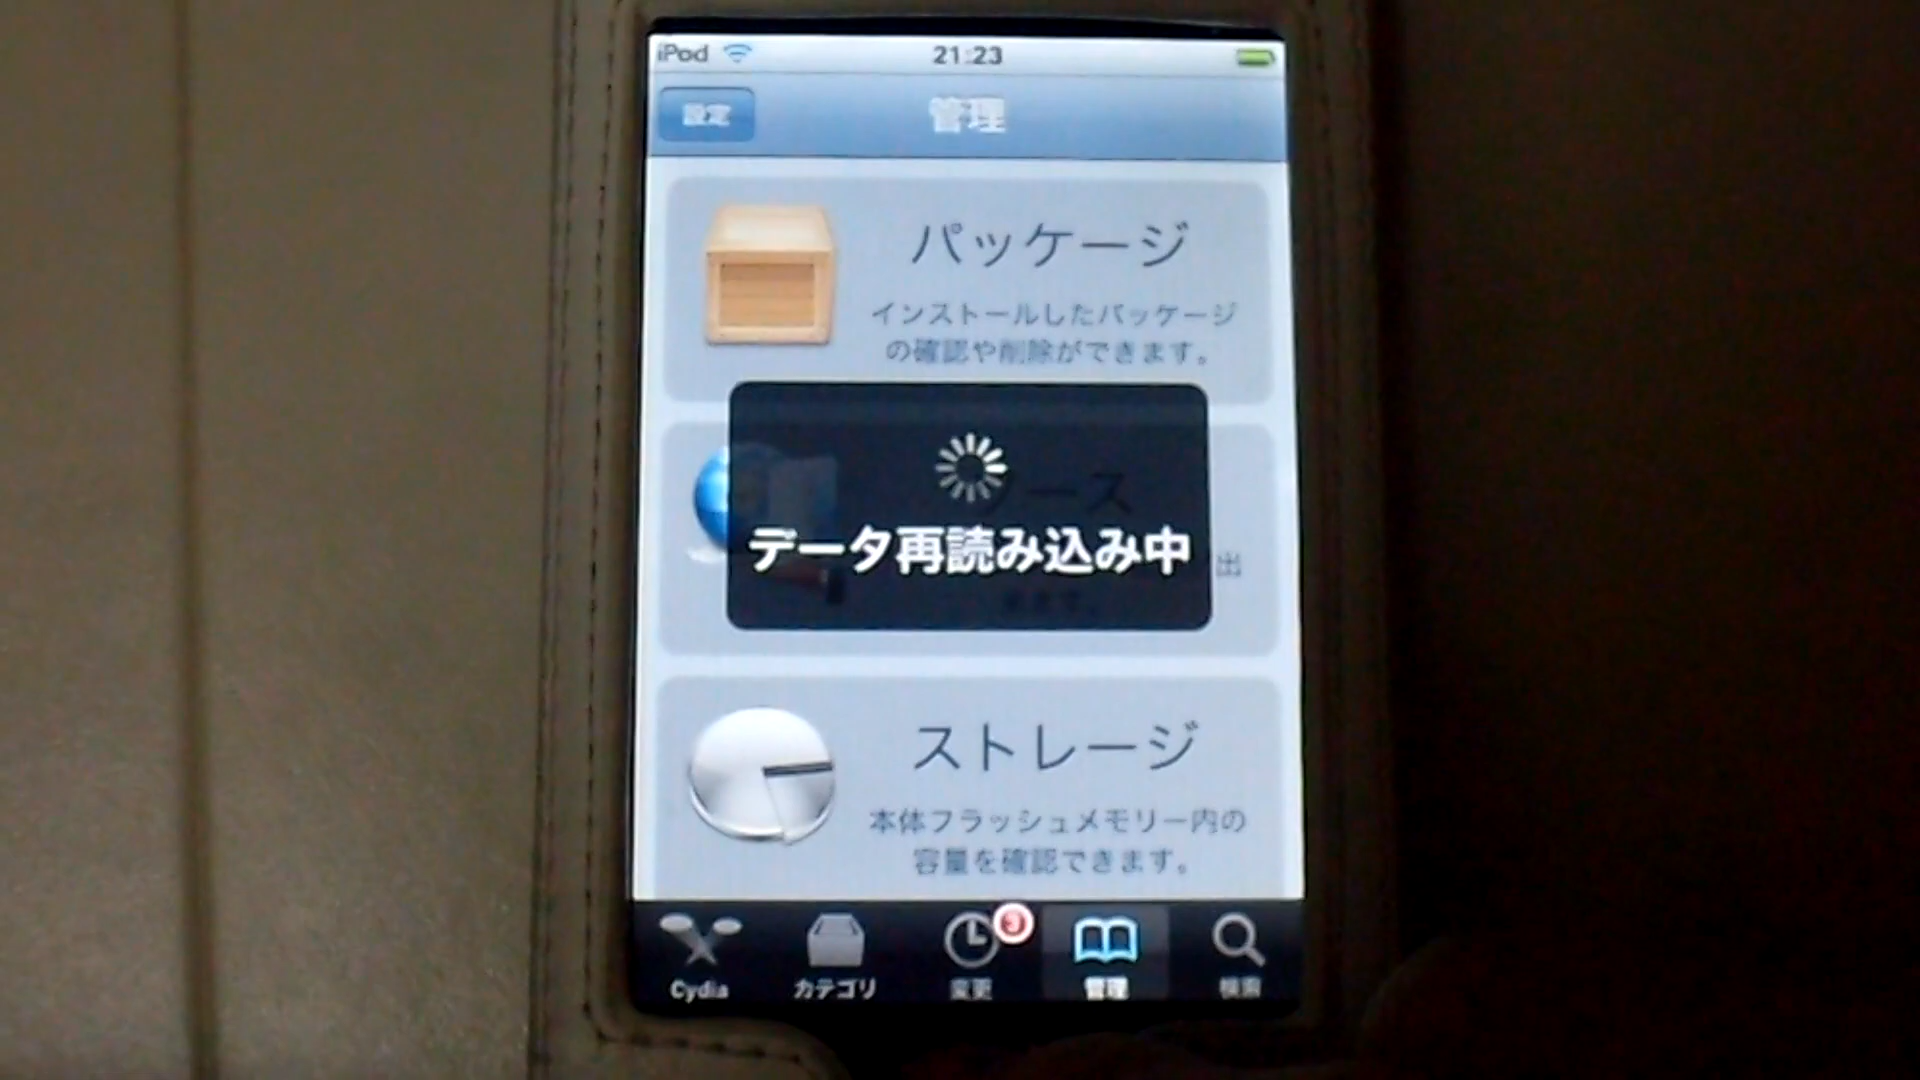 iPod
21:23
設定
管理
パッケージ
インストールしたパッケージ
の確認や削除ができます。
ース
データ再読み込み中
出
ストレージ
本体フラッシュメモリー内の
容量を確認できます。
3
Cydia
カテゴリ
変更
管理
検索